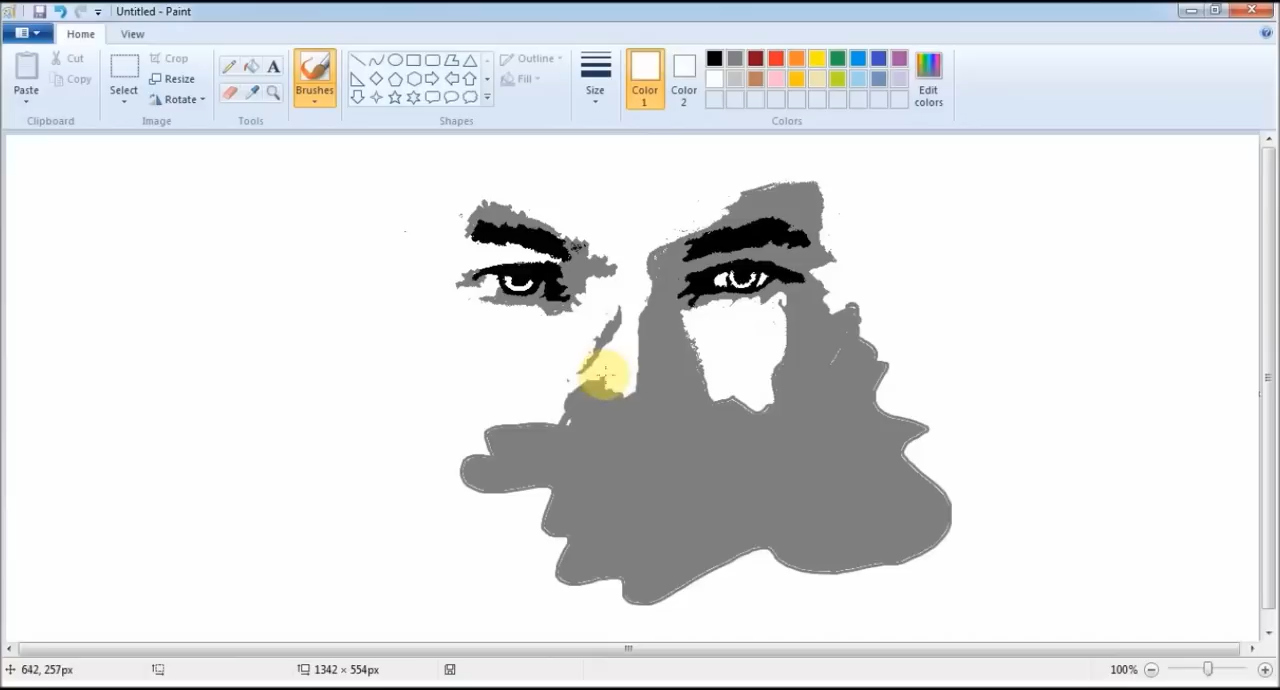 Untitled - Paint
Home View
Paste
Cut
Copy
Clipboard
Select
Crop
Resize
Rotate
Image
A
Tools
Brushes
Outline
Fill
Shapes
Size
Color 1
Color 2
Edit colors
Colors
642, 257px
1342 × 554px
100%